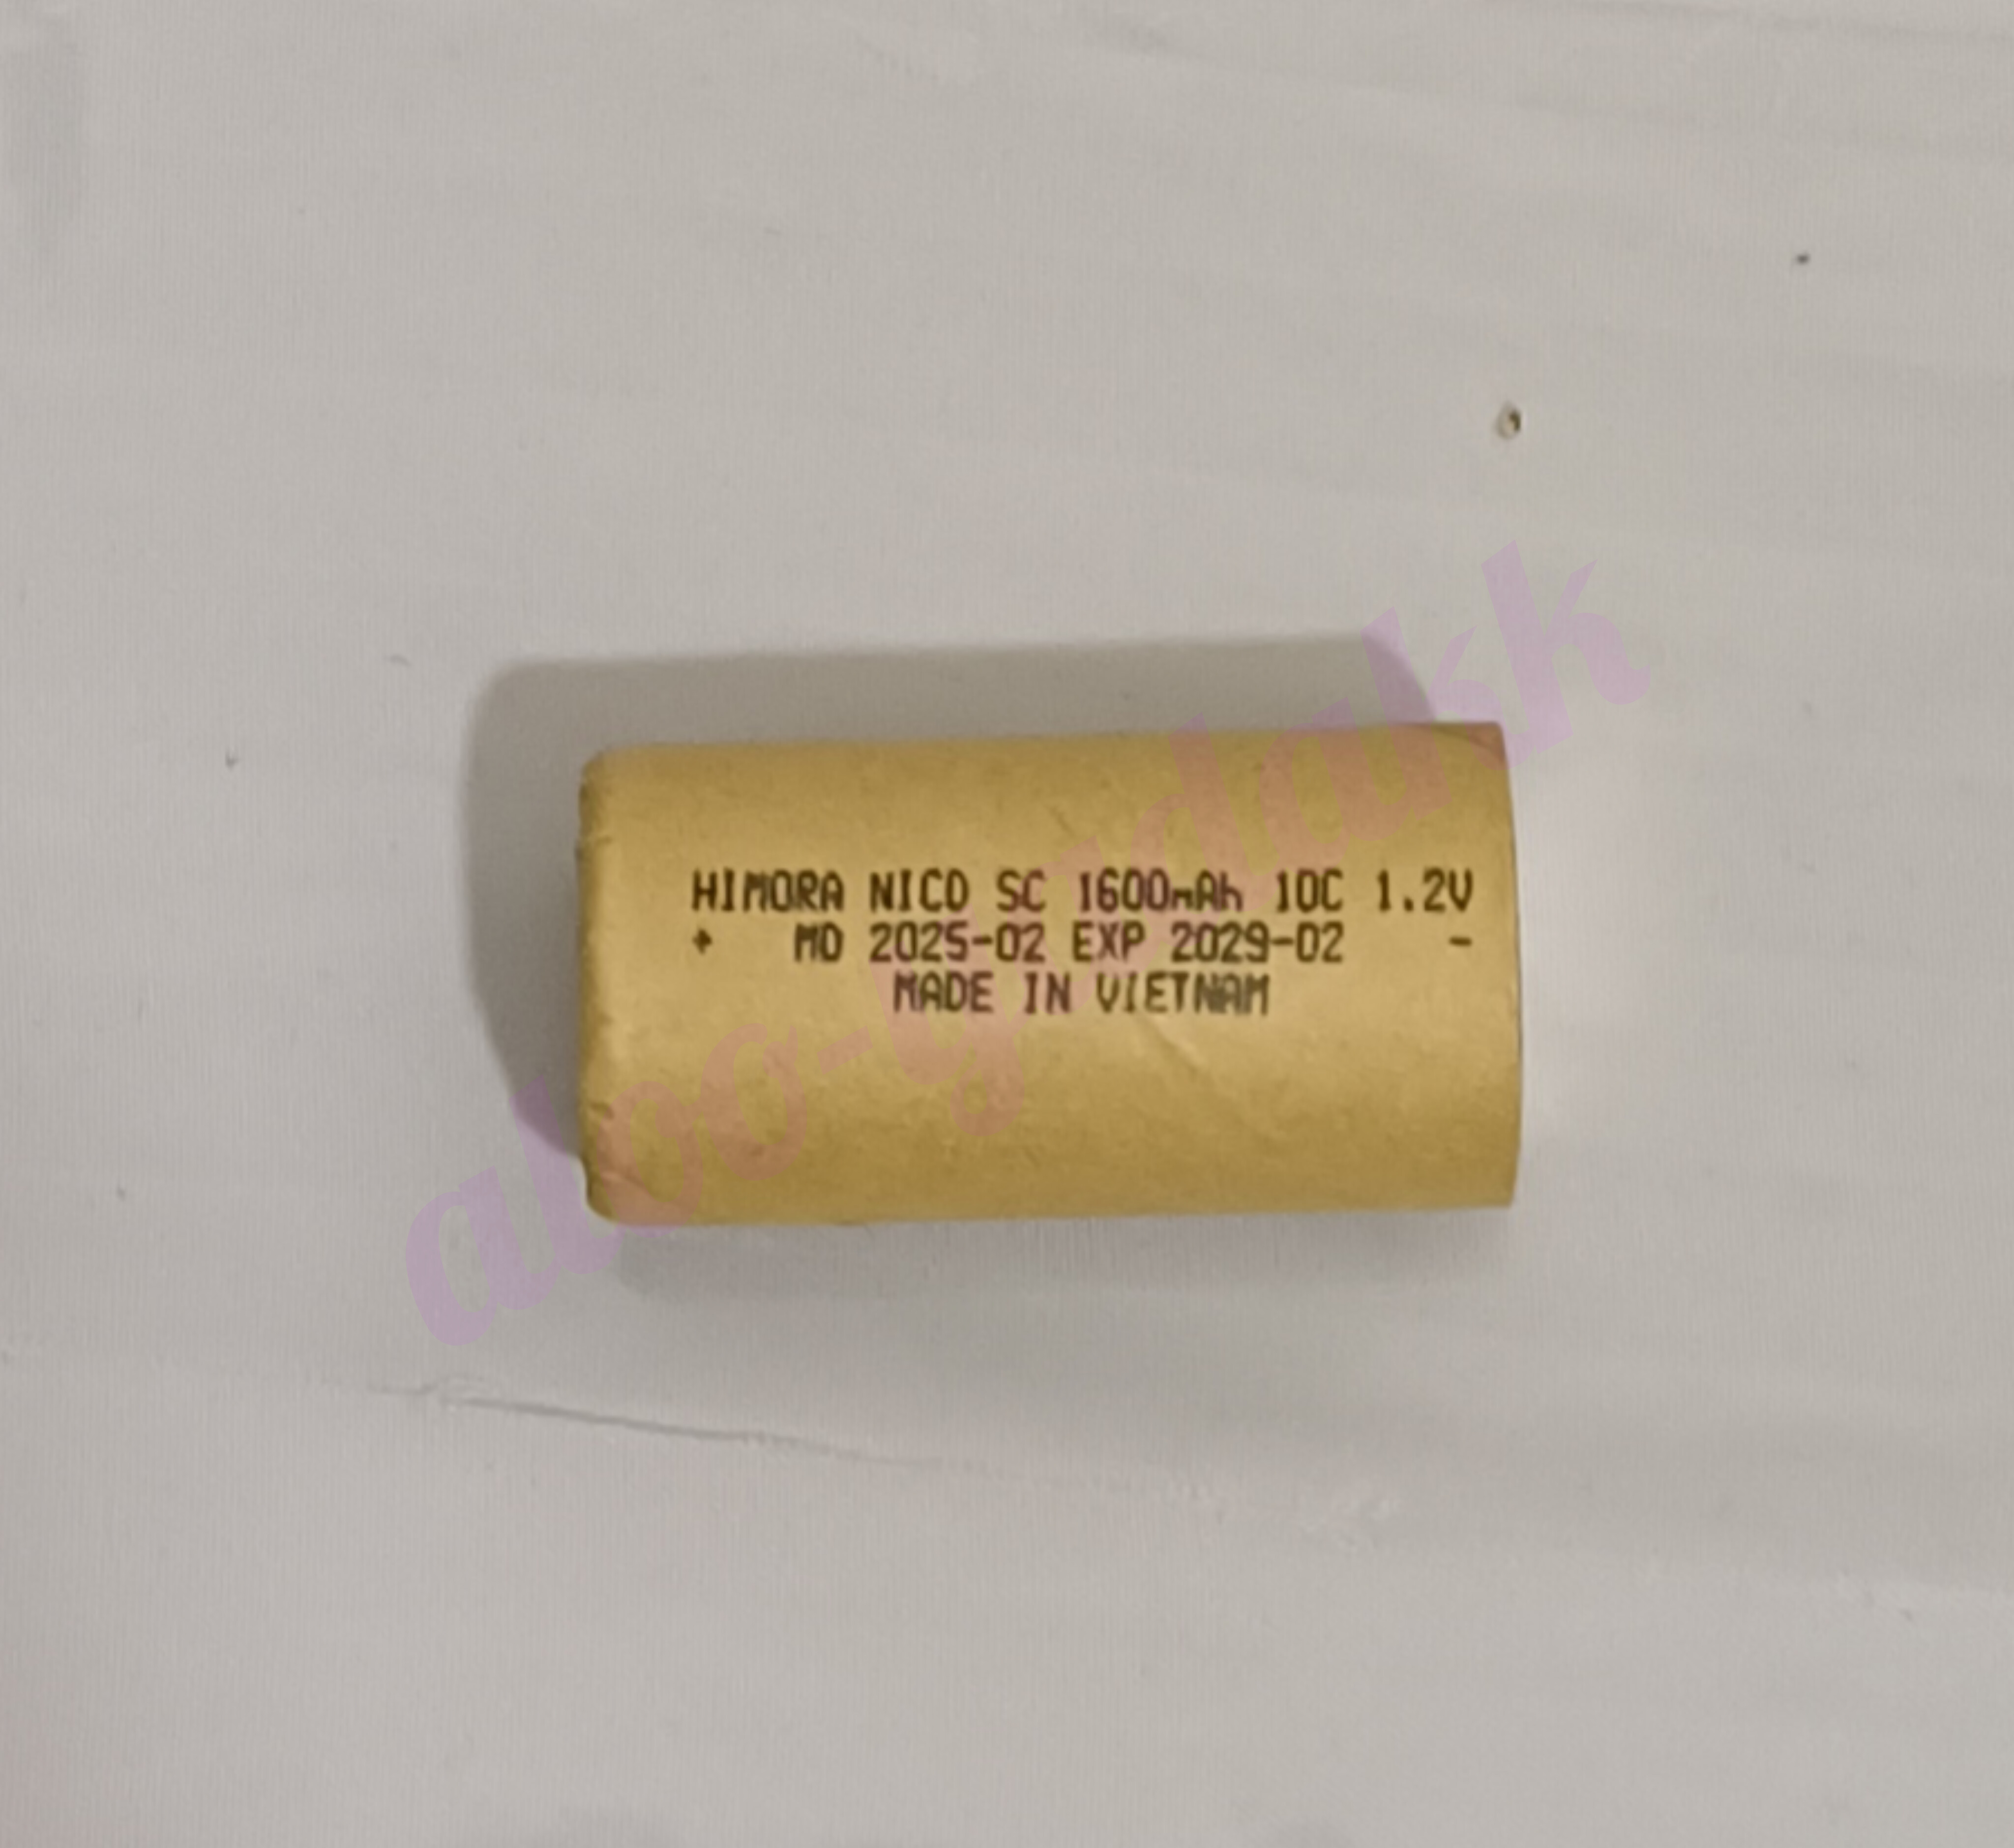 HIMORA NICD SC 1600mAh 10C 1.2V
+ MD 2025-02 EXP 2029-02 -
MADE IN VIETNAM